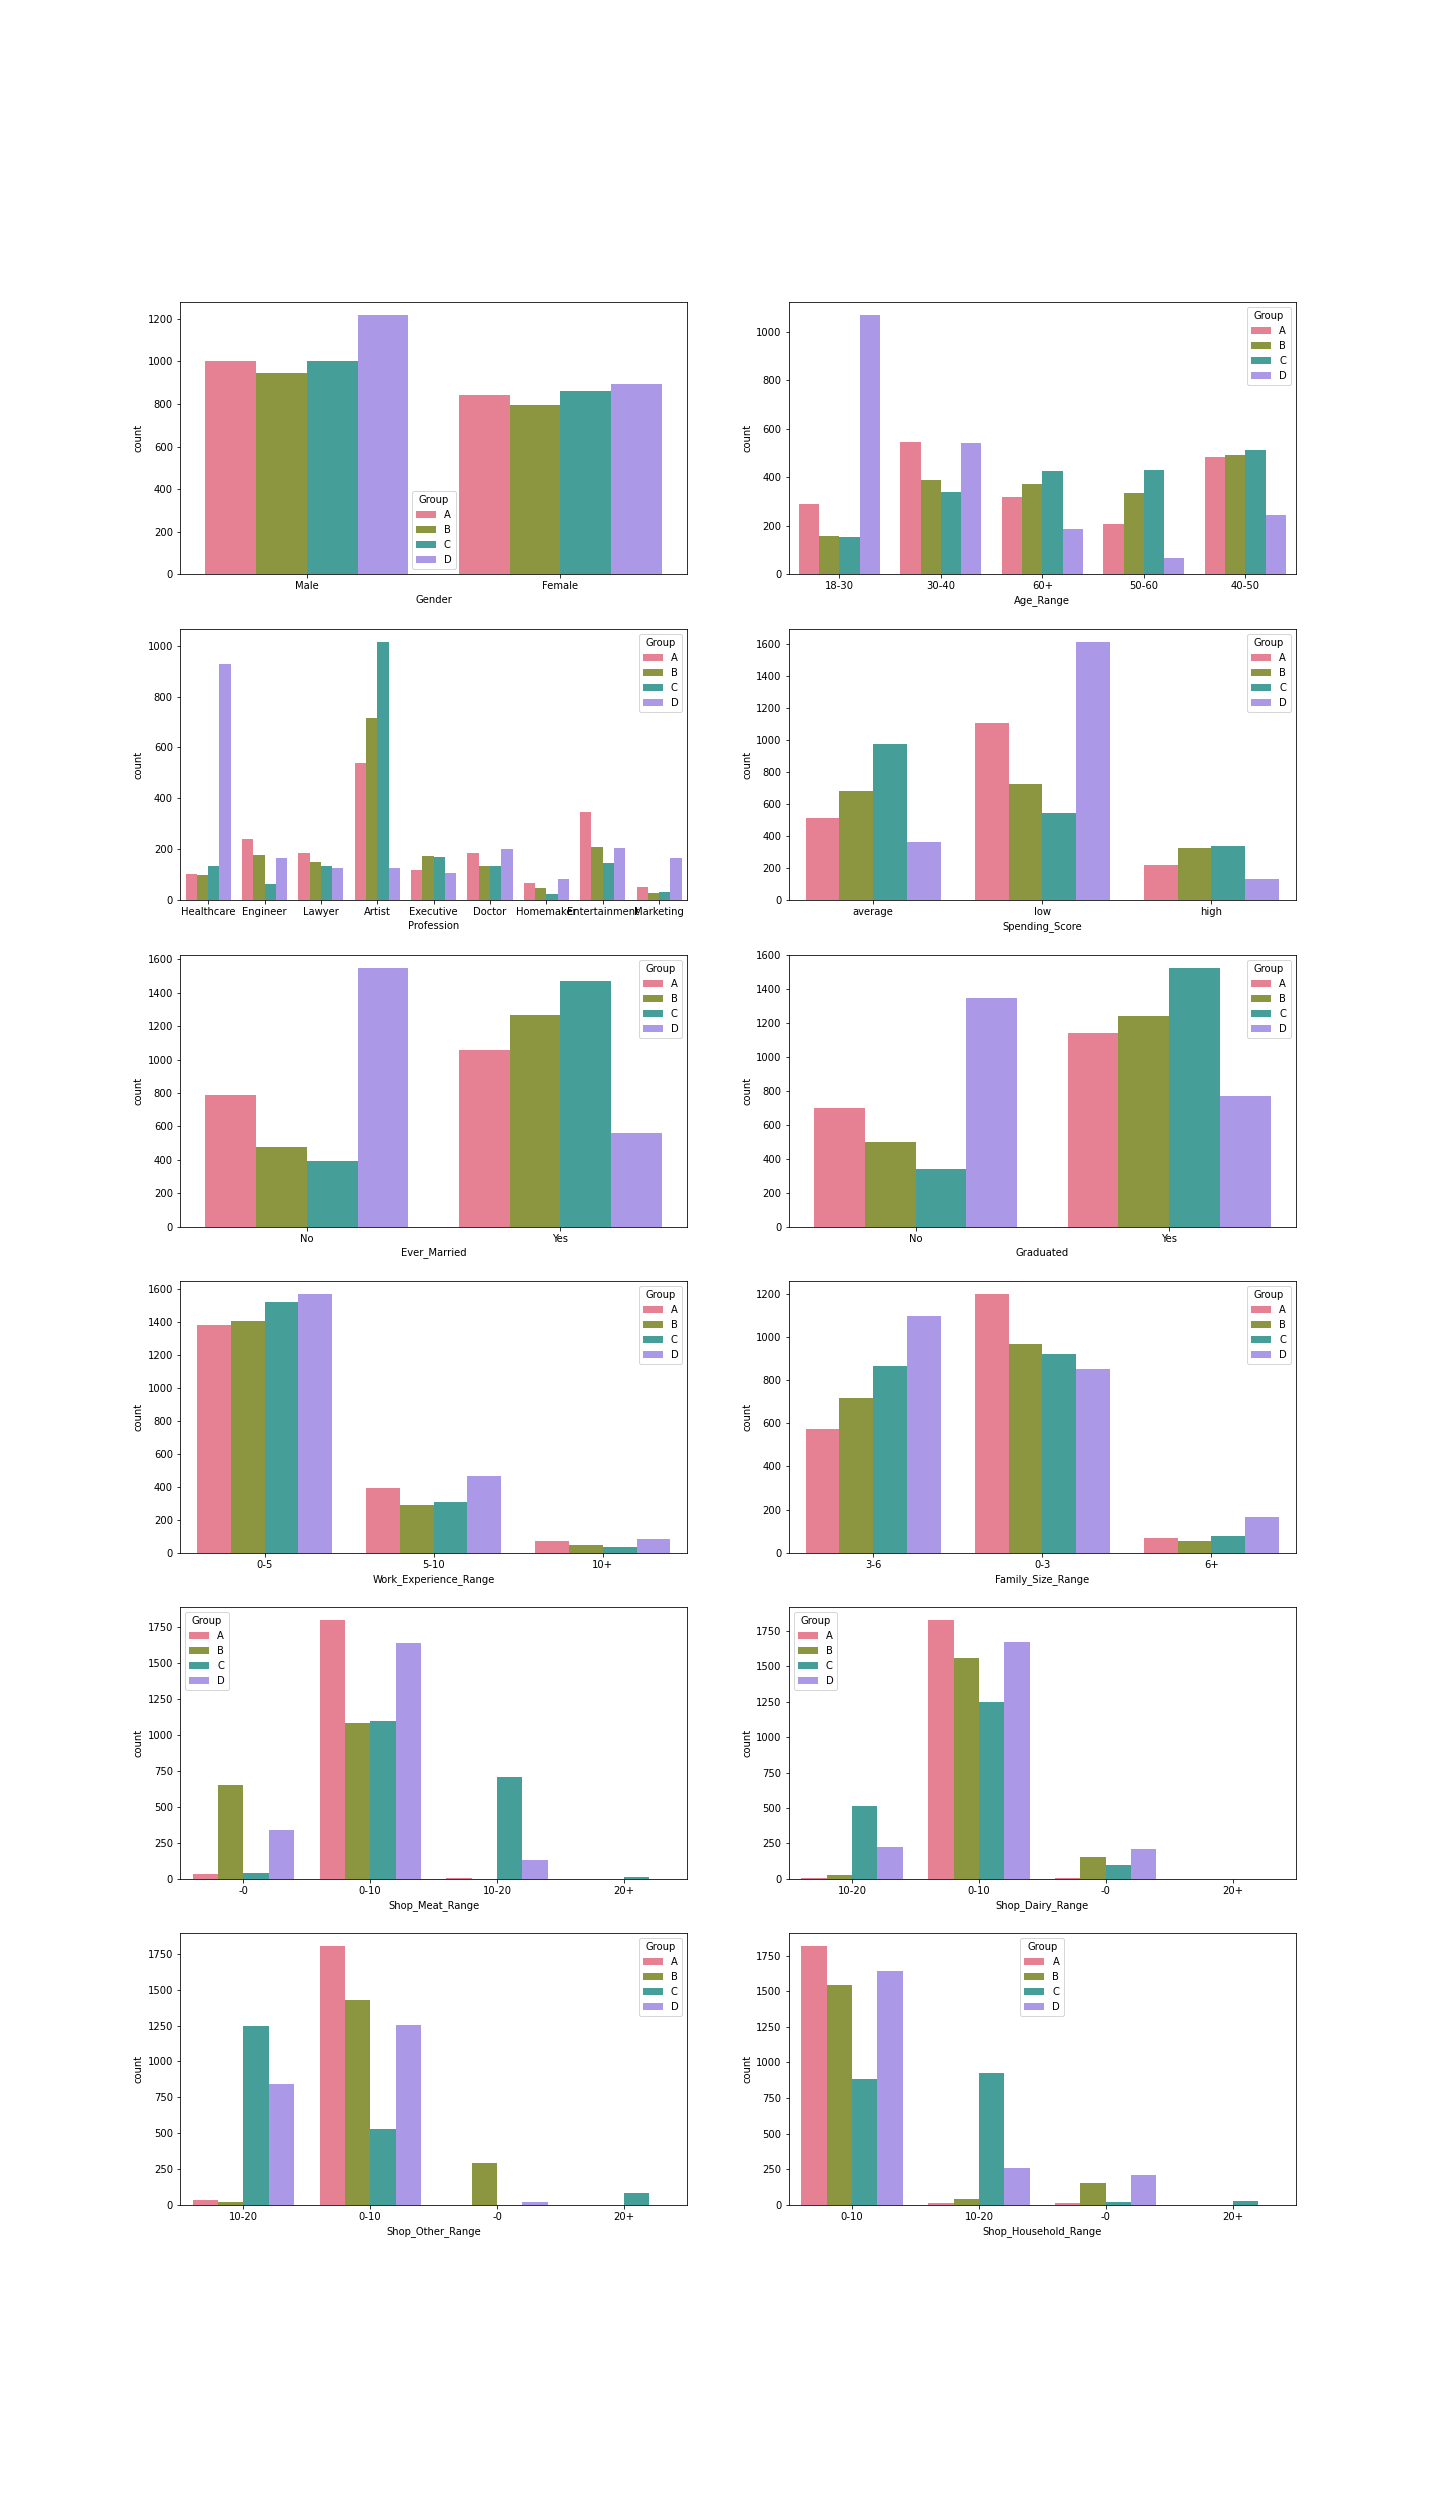 1200
1000
800
600
400
200
0
count
Male
Female
Gender
Group
A
B
C
D
1000
800
600
400
200
0
count
18-30
30-40
60+
50-60
40-50
Age_Range
Group
A
B
C
D
1000
800
600
400
200
0
count
Healthcare
Engineer
Lawyer
Artist
Executive
Doctor
Homemaker
Entertainment
Marketing
Profession
Group
A
B
C
D
1600
1400
1200
1000
800
600
400
200
0
count
average
low
high
Spending_Score
Group
A
B
C
D
1600
1400
1200
1000
800
600
400
200
0
count
No
Yes
Ever_Married
Group
A
B
C
D
1600
1400
1200
1000
800
600
400
200
0
count
No
Yes
Graduated
Group
A
B
C
D
1600
1400
1200
1000
800
600
400
200
0
count
0-5
5-10
10+
Work_Experience_Range
Group
A
B
C
D
1200
1000
800
600
400
200
0
count
3-6
0-3
6+
Family_Size_Range
Group
A
B
C
D
1750
1500
1250
1000
750
500
250
0
count
-0
0-10
10-20
20+
Shop_Meat_Range
Group
A
B
C
D
1750
1500
1250
1000
750
500
250
0
count
10-20
0-10
-0
20+
Shop_Dairy_Range
Group
A
B
C
D
1750
1500
1250
1000
750
500
250
0
count
10-20
0-10
-0
20+
Shop_Other_Range
Group
A
B
C
D
1750
1500
1250
1000
750
500
250
0
count
0-10
10-20
-0
20+
Shop_Household_Range
Group
A
B
C
D